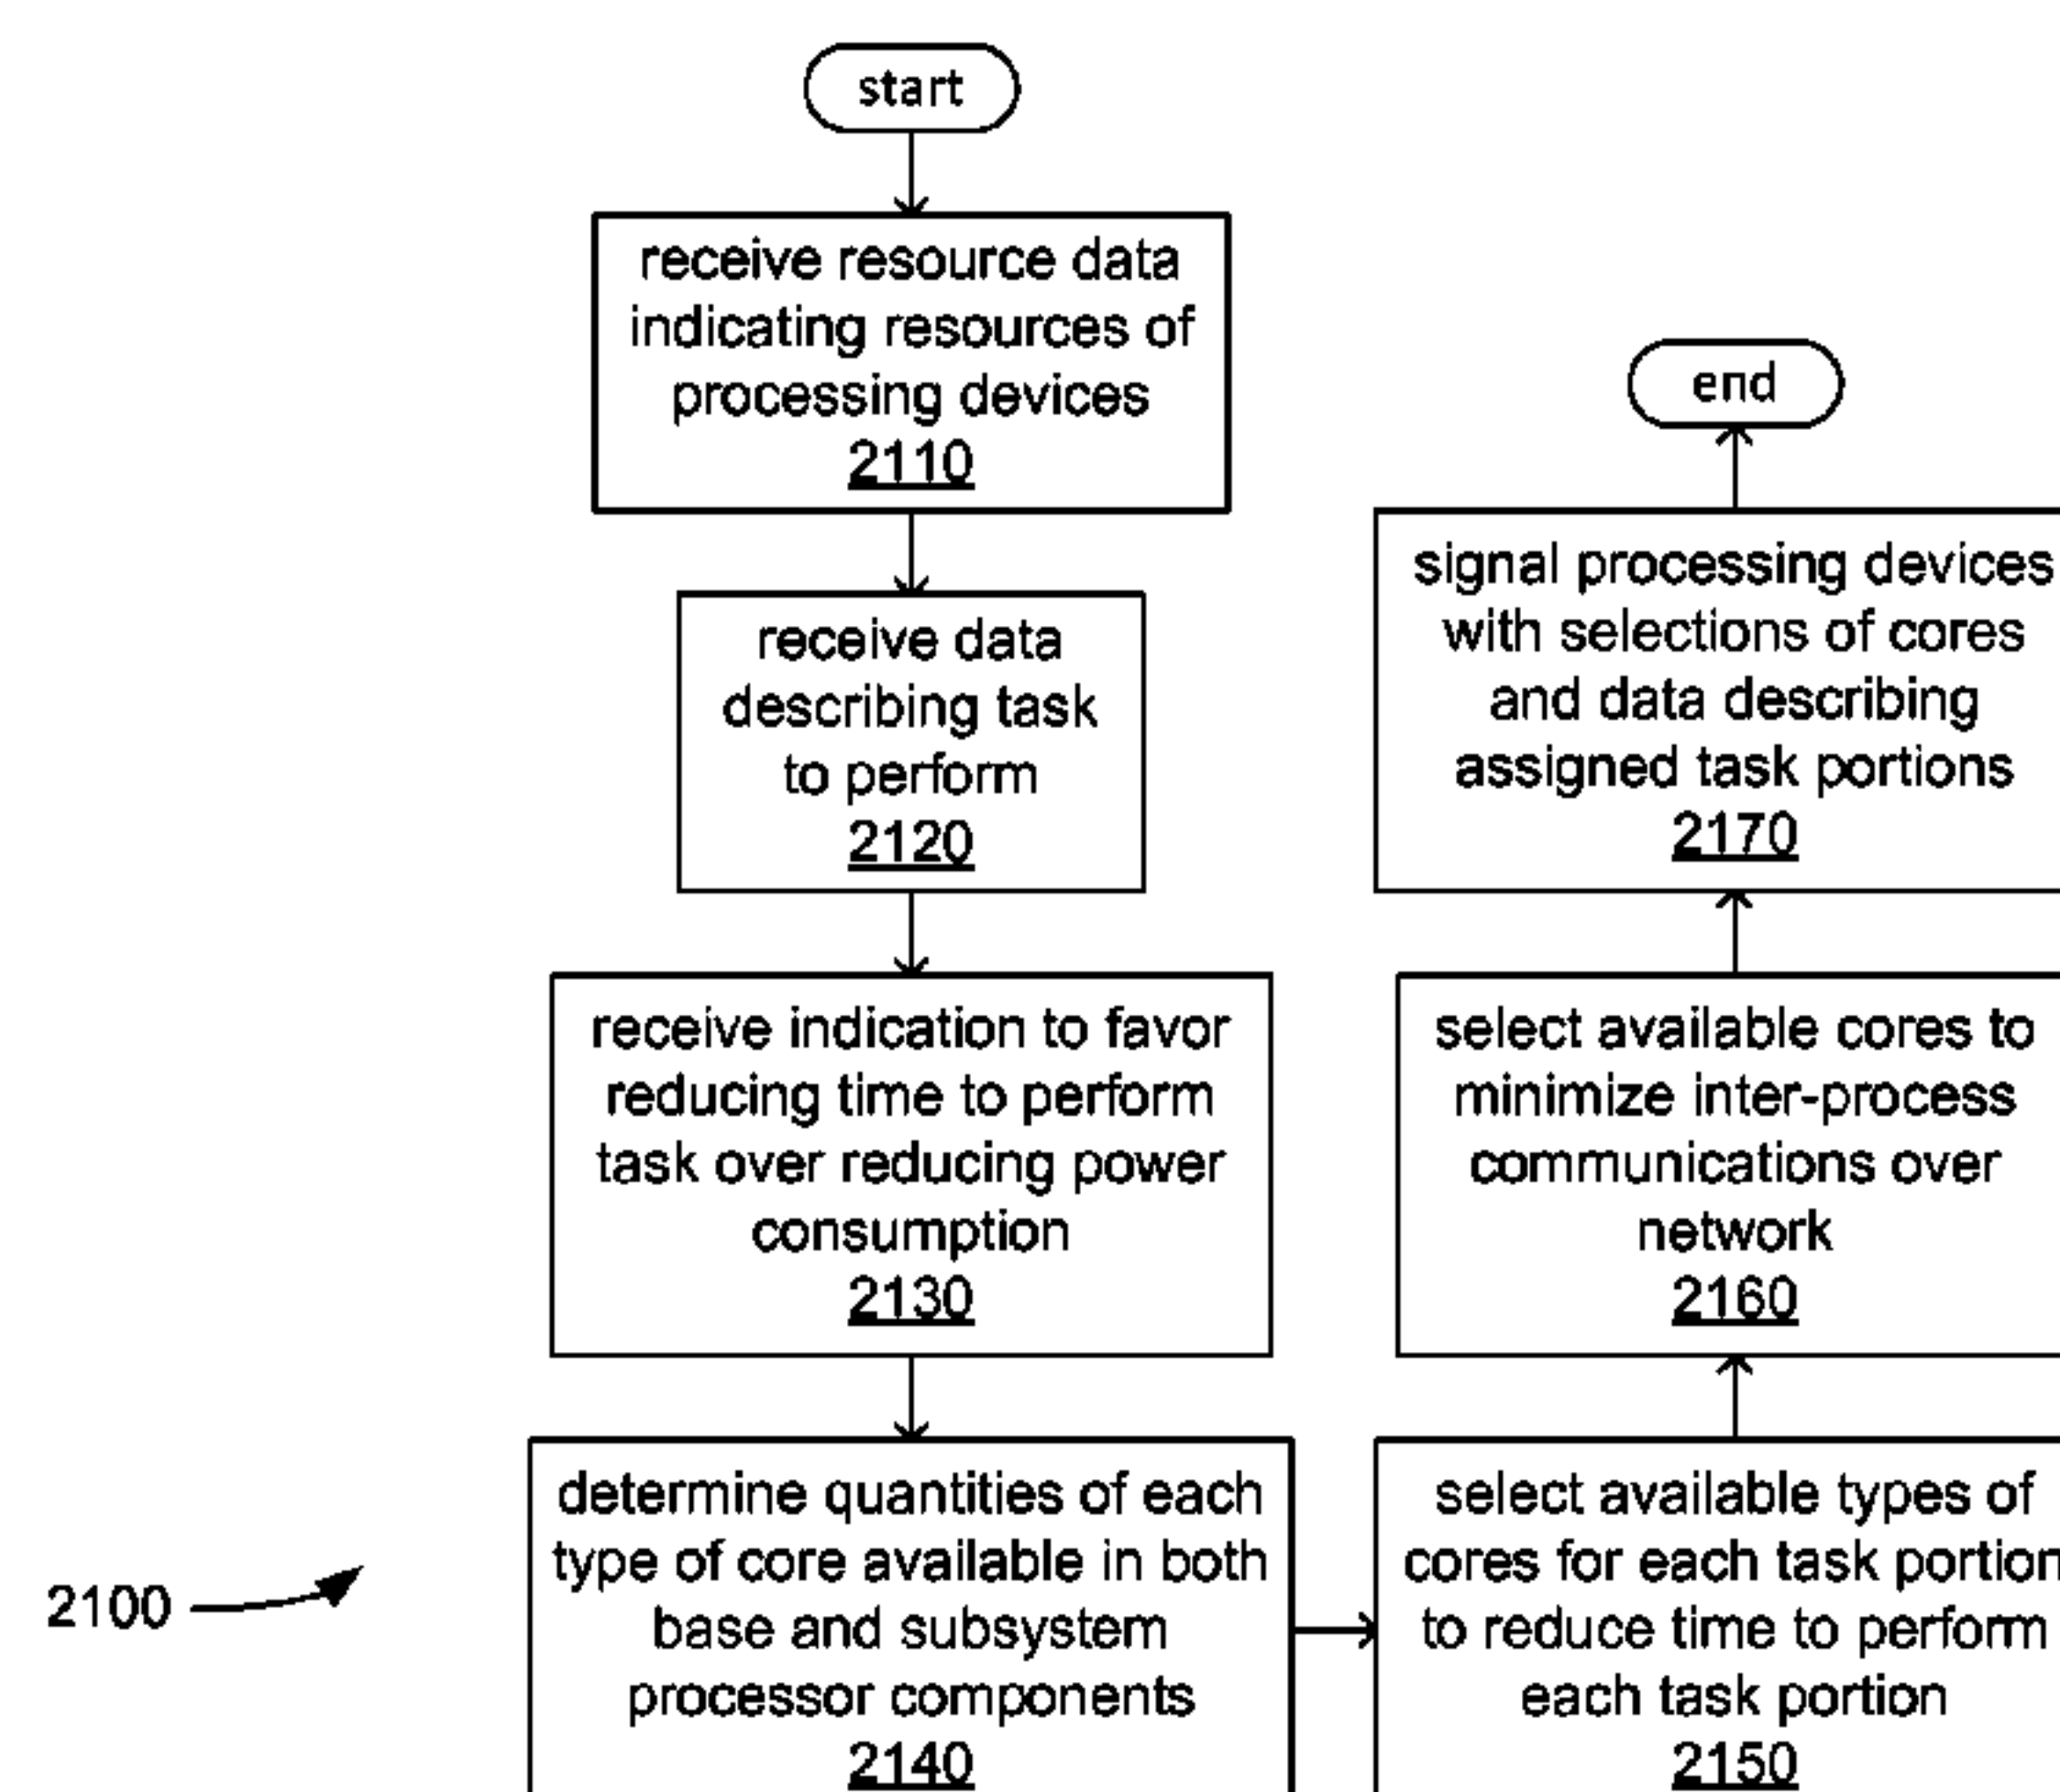 start
receive resource data
indicating resources of
processing devices
2110
receive data
describing task
to perform
2120
receive indication to favor
reducing time to perform
task over reducing power
consumption
2130
determine quantities of each
type of core available in both
base and subsystem
processor components
2140
select available types of
cores for each task portion
to reduce time to perform
each task portion
2150
select available cores to
minimize inter-process
communications over
network
2160
signal processing devices
with selections of cores
and data describing
assigned task portions
2170
end
2100